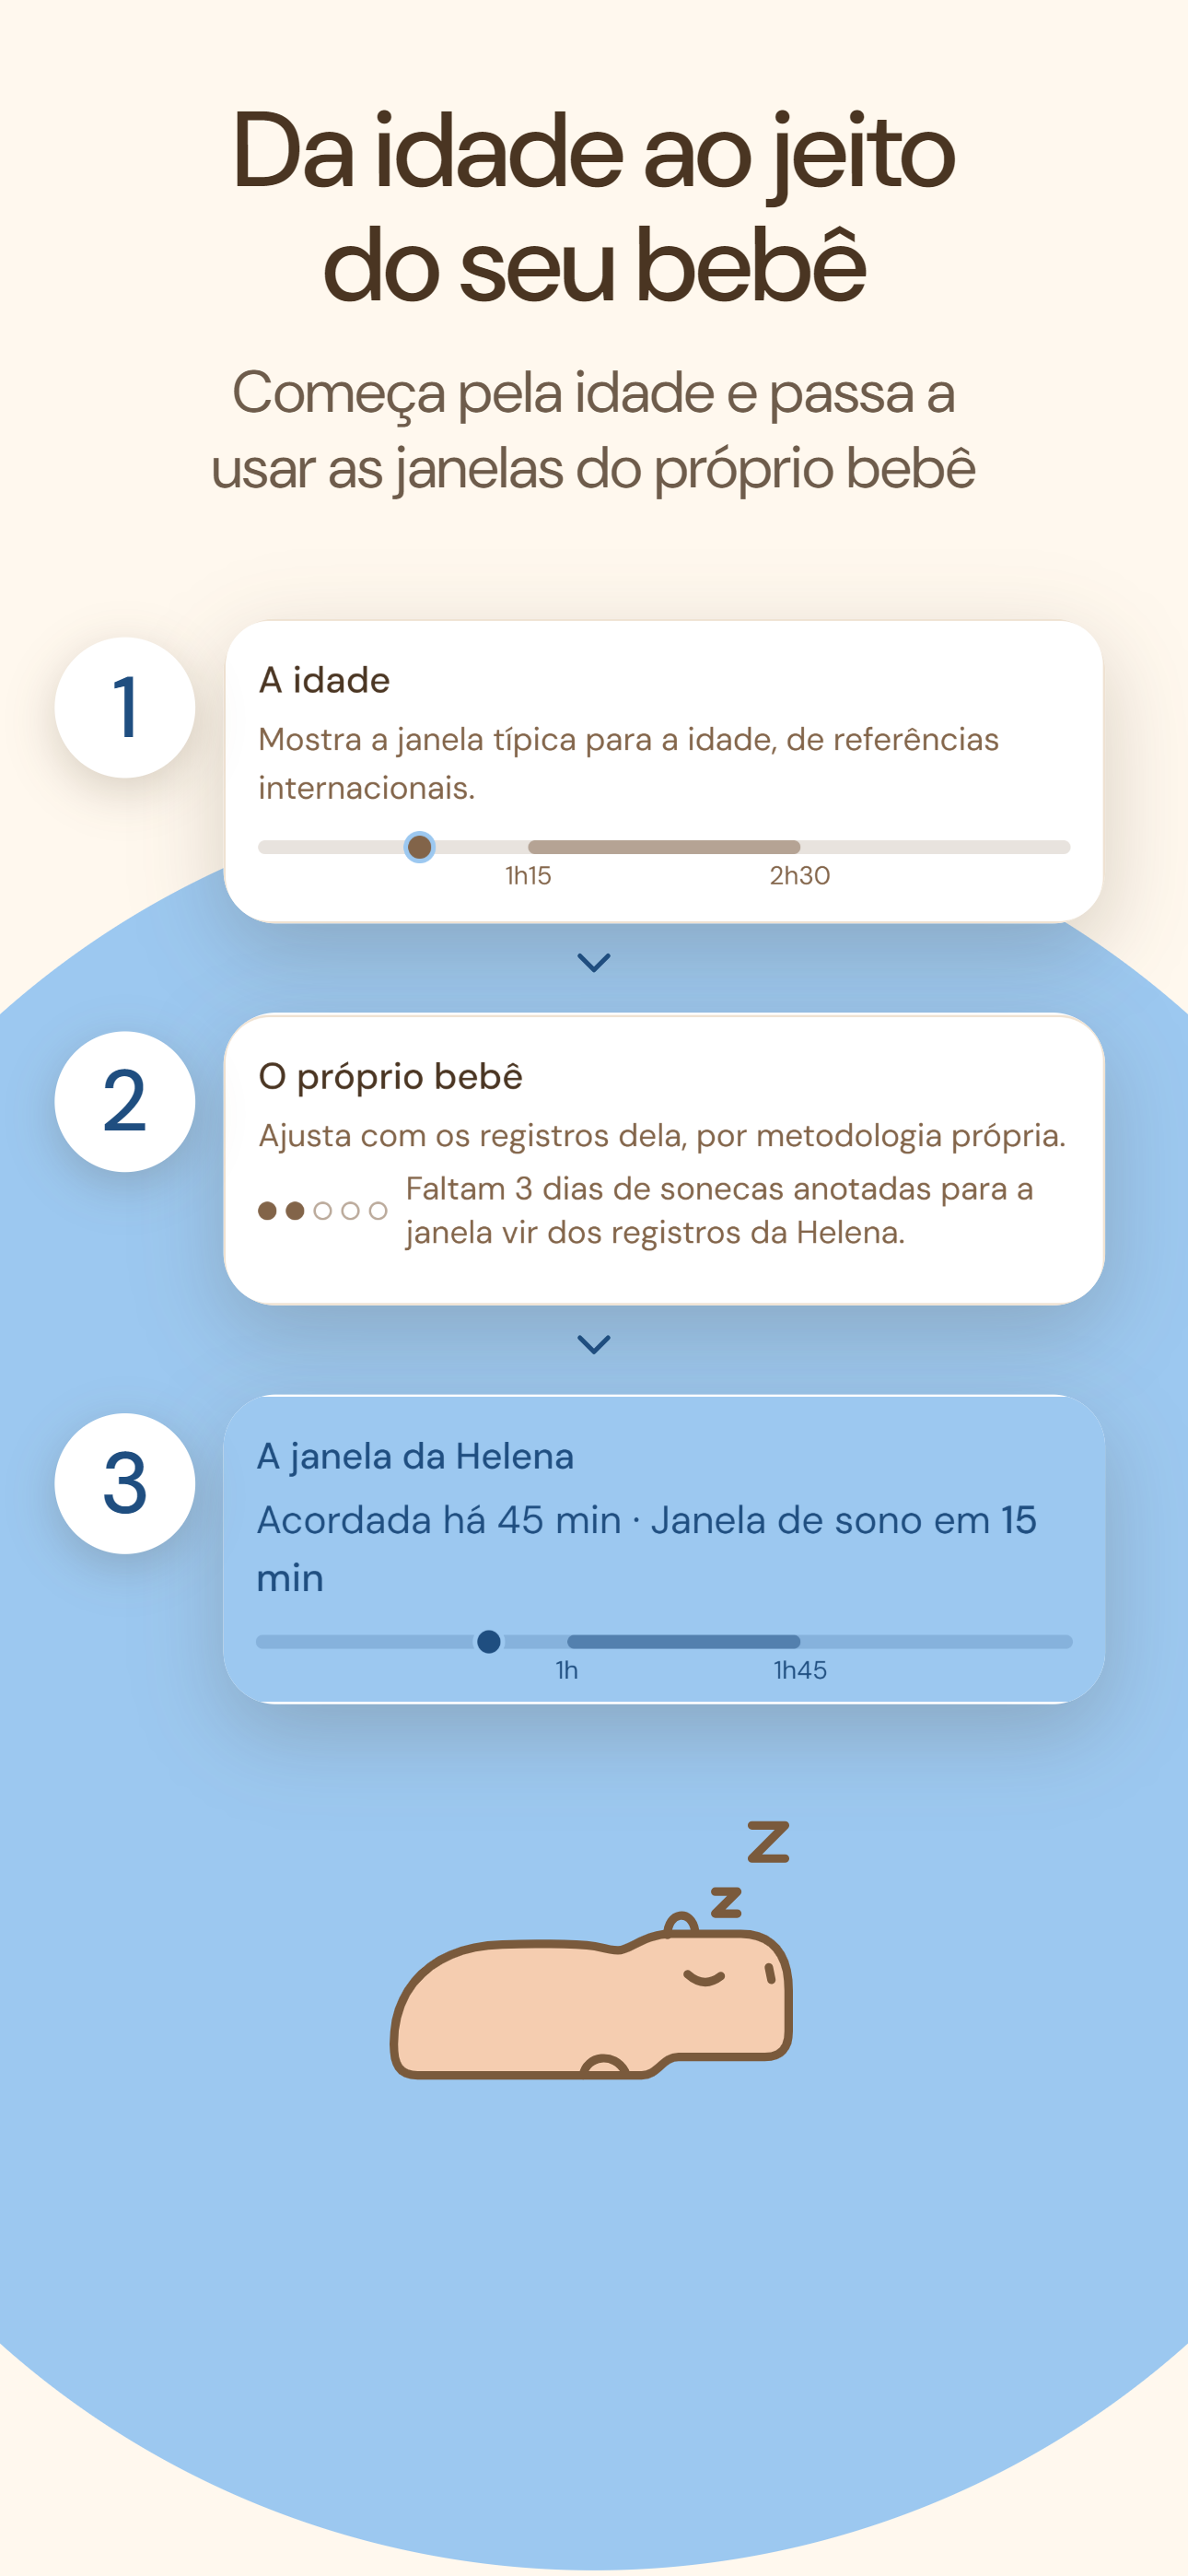 Da idade ao jeito
do seu bebê
Começa pela idade e passa a
usar as janelas do próprio bebê
1
A idade
Mostra a janela típica para a idade, de referências
internacionais.
1h15
2h30
2
O próprio bebê
Ajusta com os registros dela, por metodologia própria.
Faltam 3 dias de sonecas anotadas para a
janela vir dos registros da Helena.
3
A janela da Helena
Acordada há 45 min · Janela de sono em 15
min
1h
1h45
Z
z